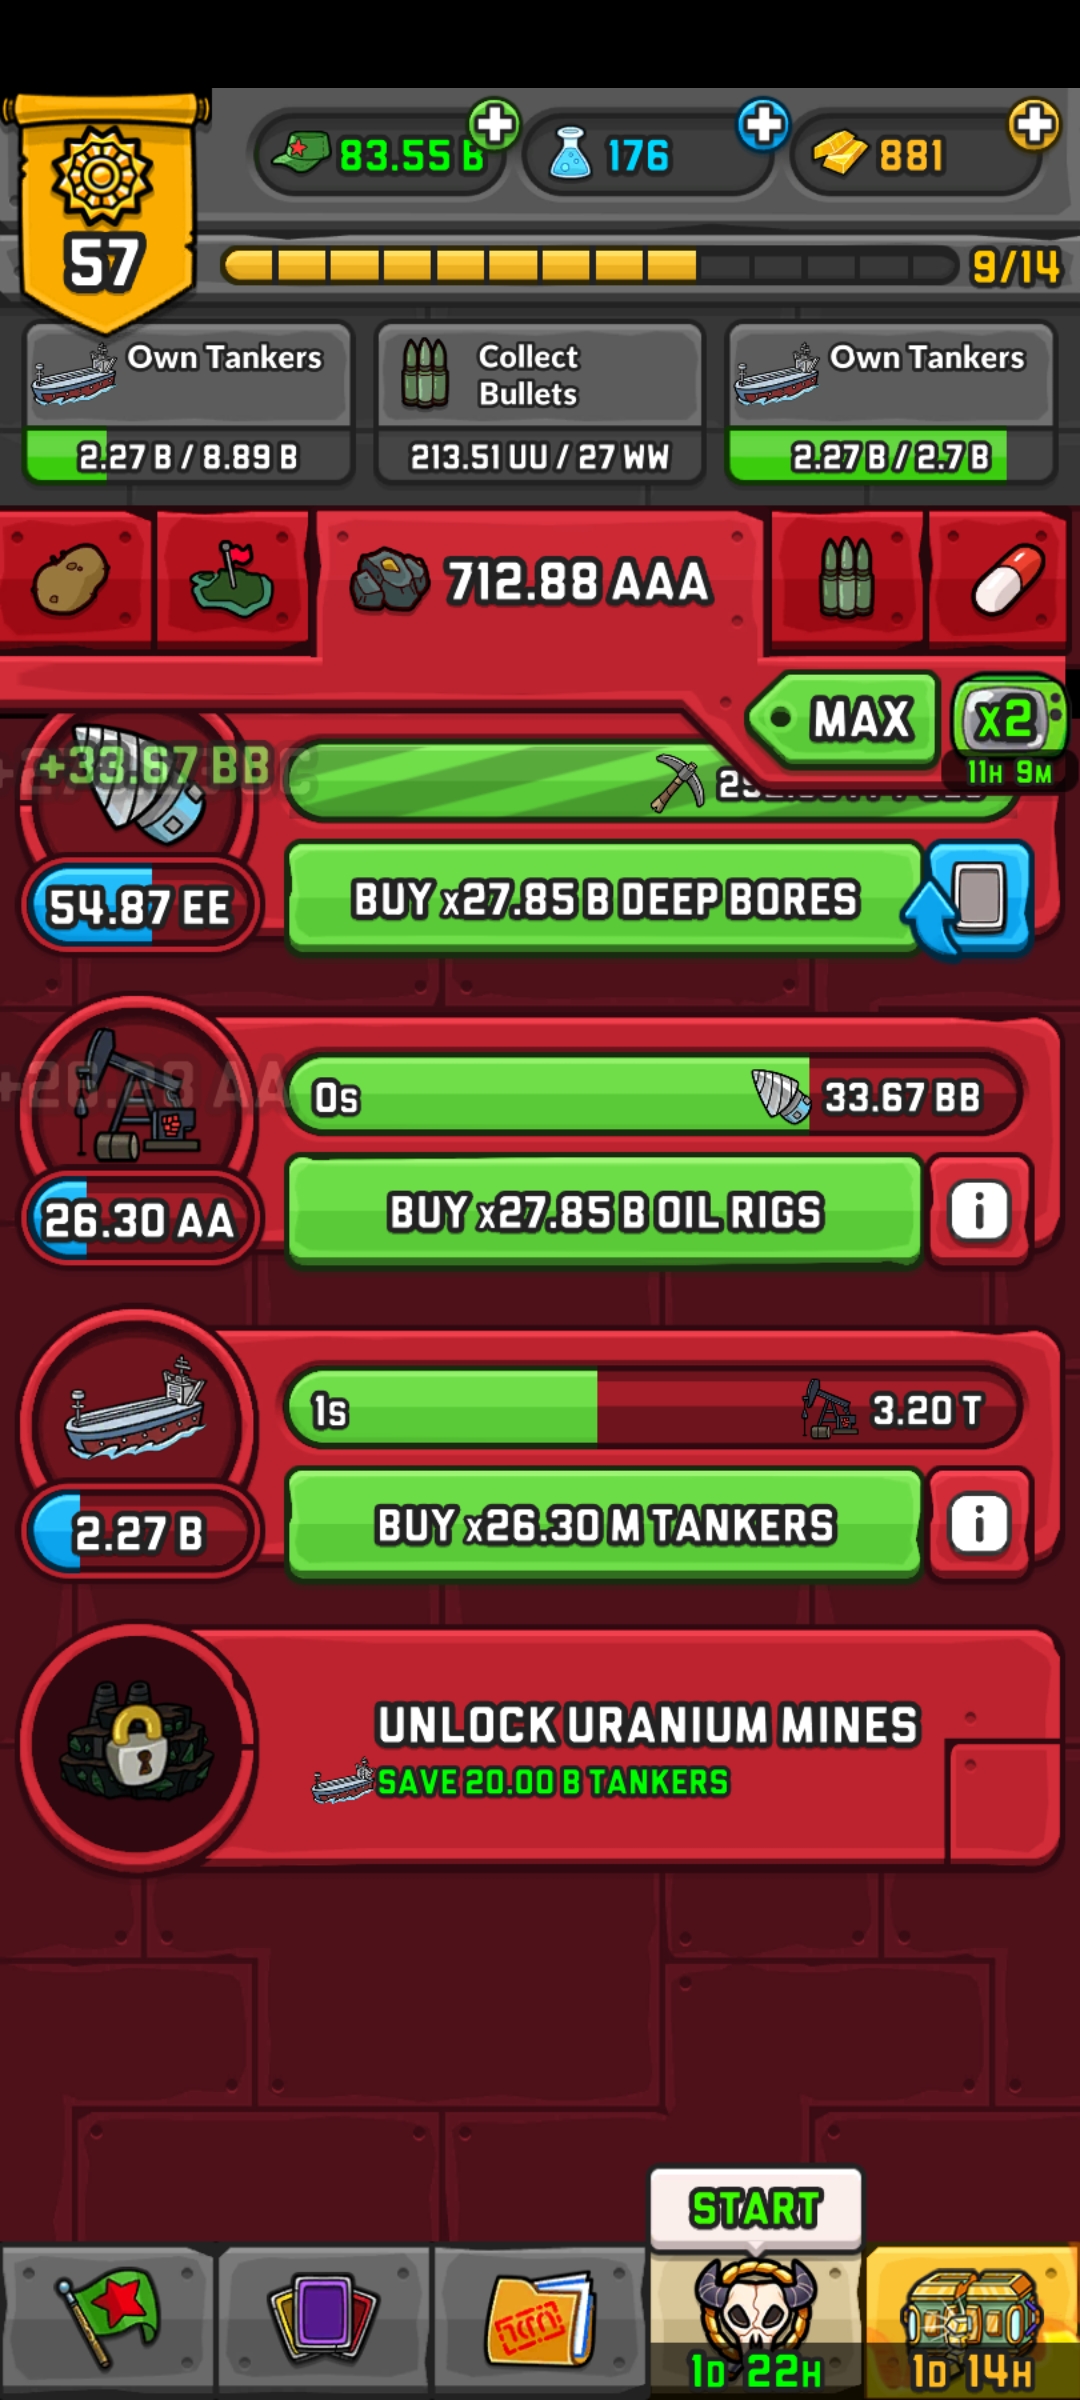 83.55 B
176
881
57
9/14
Own Tankers
2.27 B / 8.89 B
Collect
Bullets
213.51 UU / 27 WW
Own Tankers
2.27 B / 2.7 B
712.88 AAA
MAX
x2
11H 9M
+33.67 BB
54.87 EE
BUY x27.85 B DEEP BORES
+26.28 AA
0s
33.67 BB
26.30 AA
BUY x27.85 B OIL RIGS
i
1s
3.20 T
2.27 B
BUY x26.30 M TANKERS
i
UNLOCK URANIUM MINES
SAVE 20.00 B TANKERS
START
1D 22H
1D 14H